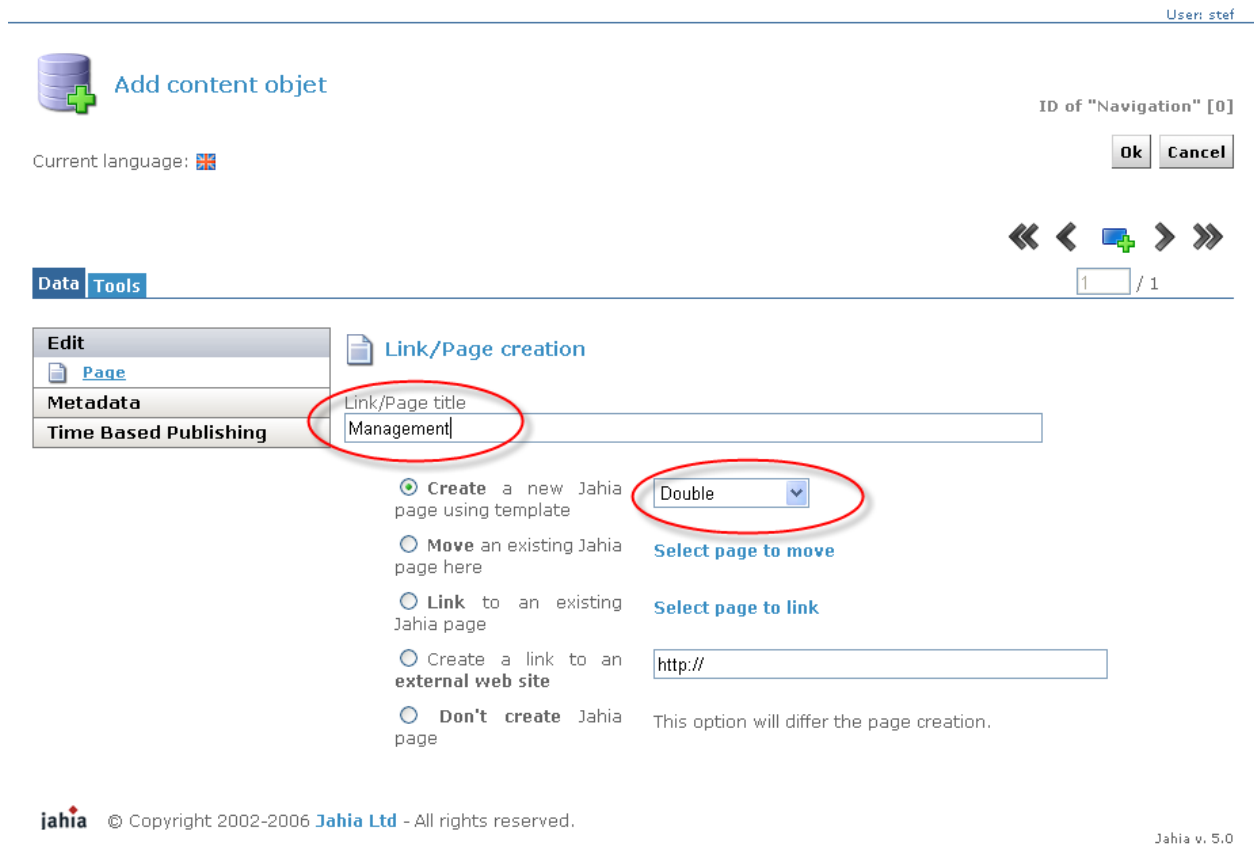 User: stef
Add content objet
ID of "Navigation" [0]
Current language:
Ok Cancel
Data Tools
1 / 1
Edit
Page
Metadata
Time Based Publishing
Link/Page creation
Link/Page title
Management
Create a new Jahia
page using template
Double
Move an existing Jahia
page here
Select page to move
Link to an existing
Jahia page
Select page to link
Create a link to an
external web site
http://
Don't create Jahia
page
This option will differ the page creation.
jahia © Copyright 2002-2006 Jahia Ltd - All rights reserved.
Jahia v. 5.0